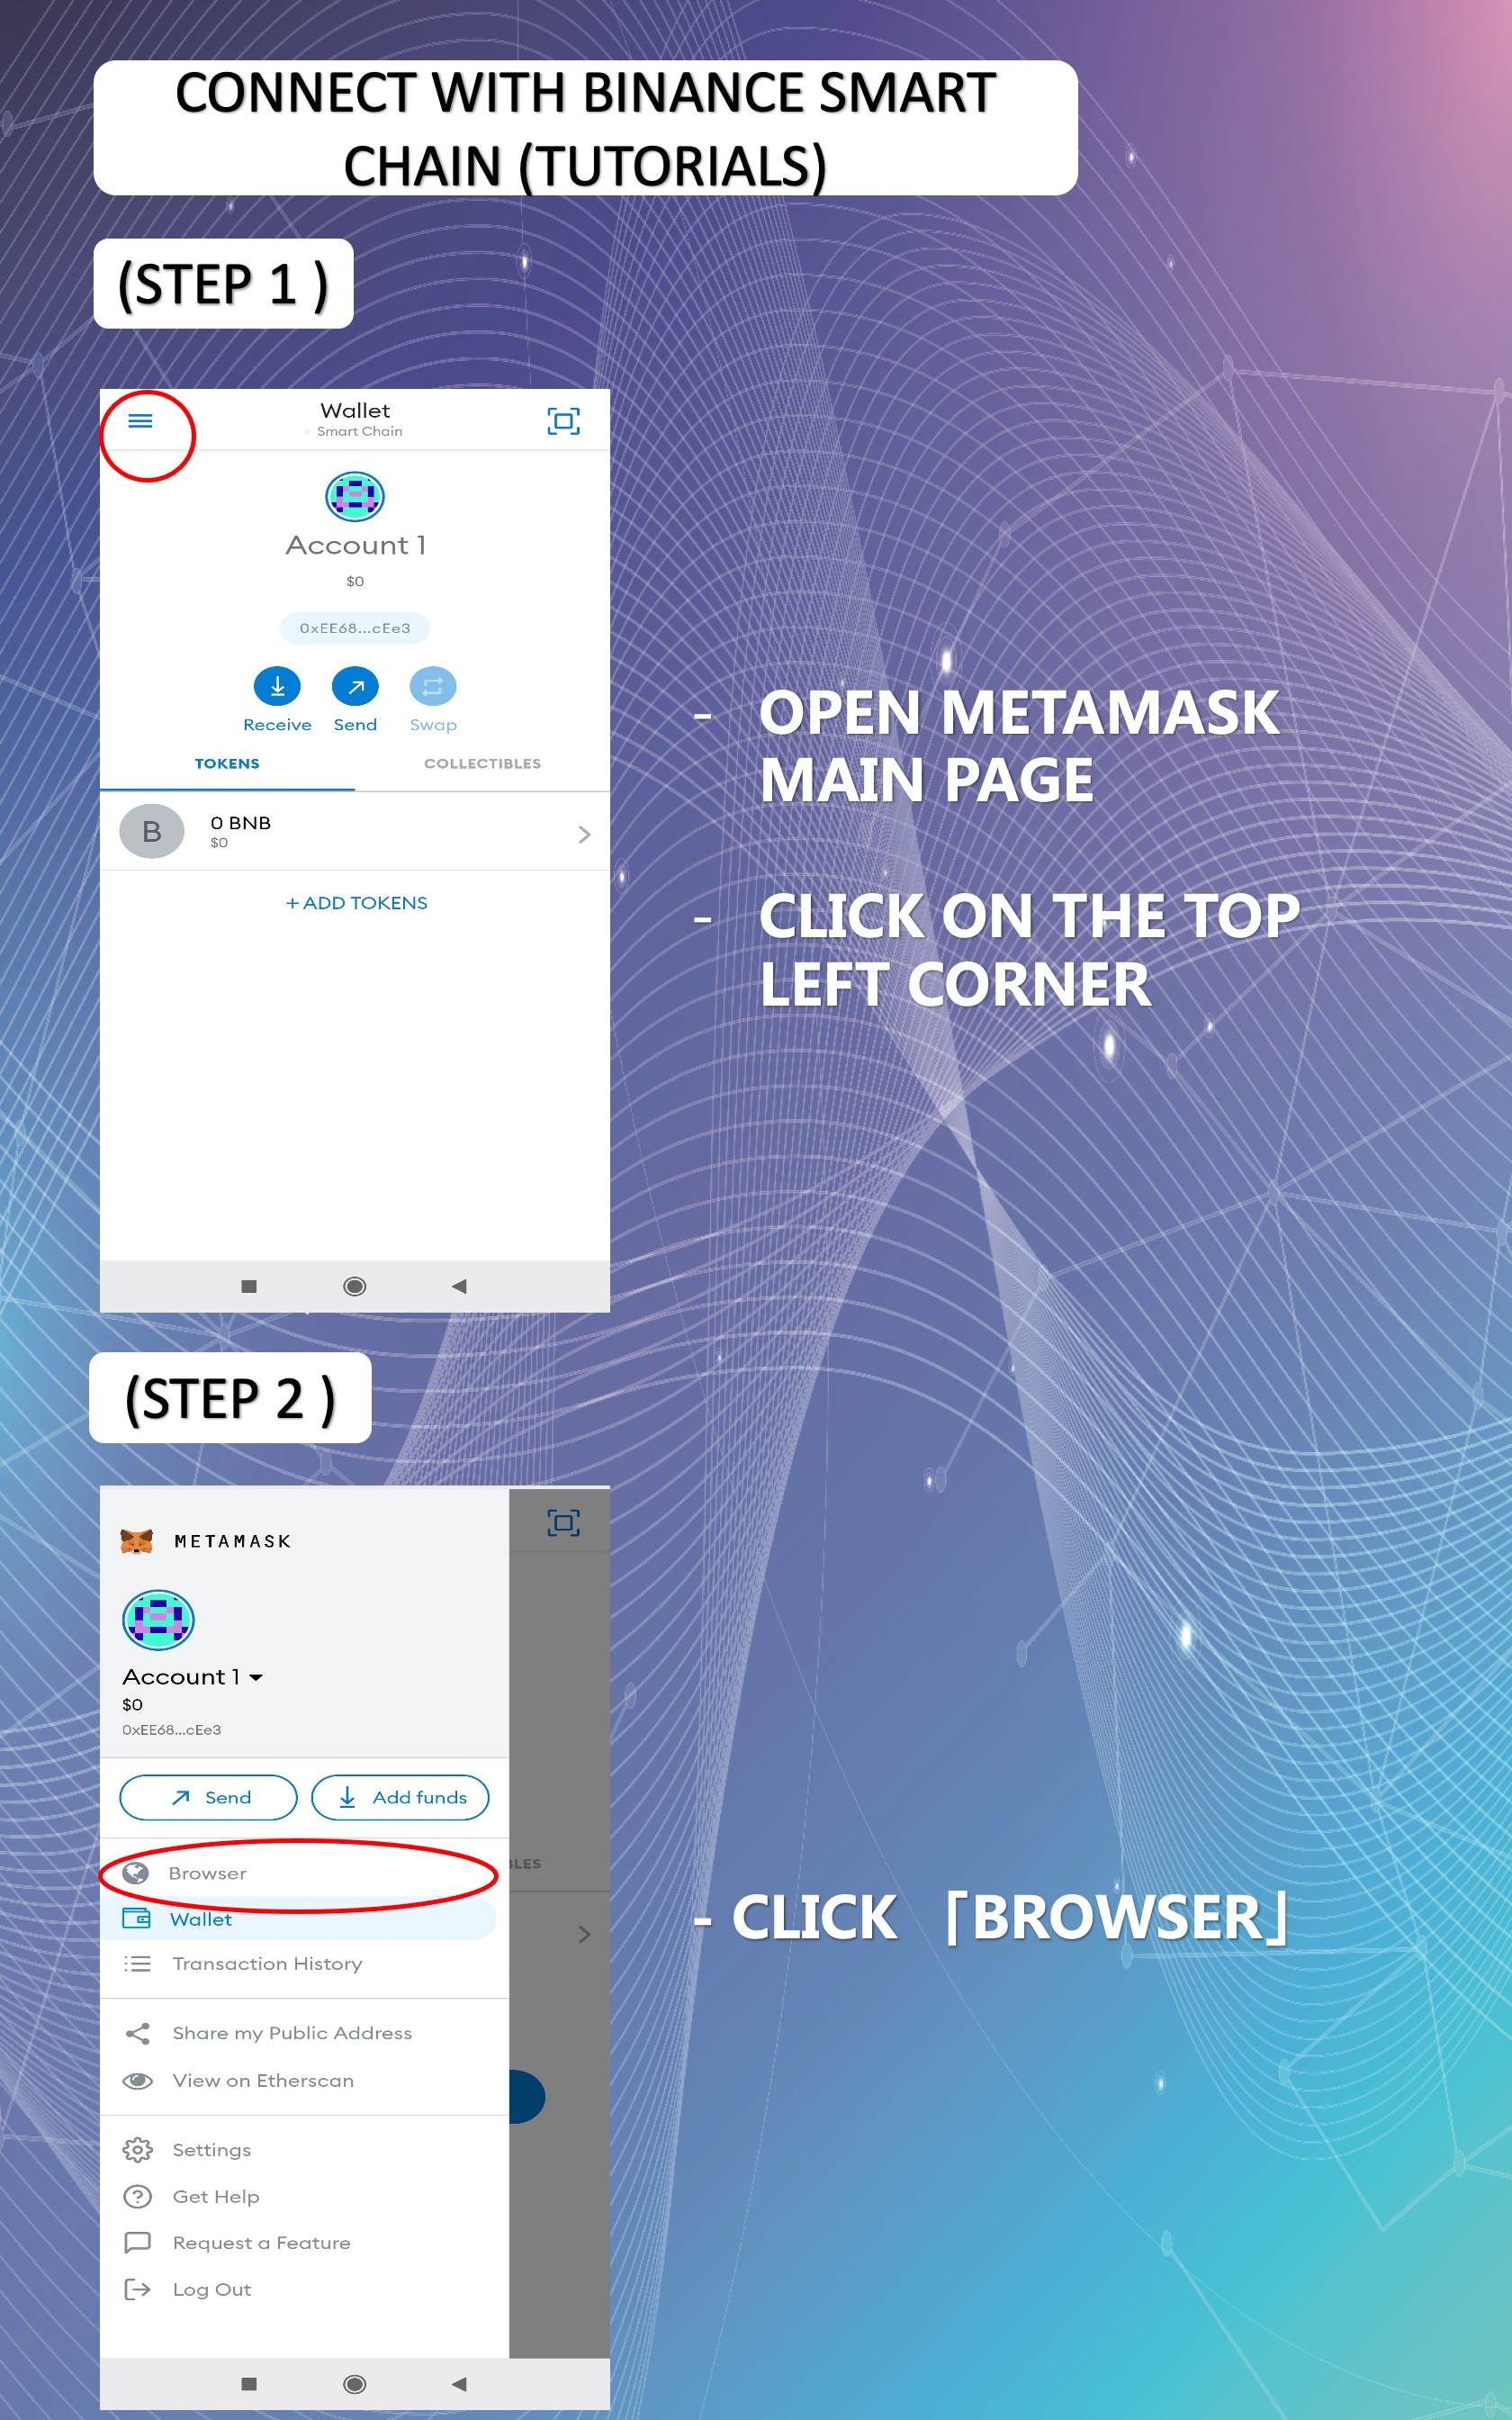 CONNECT WITH BINANCE SMART
CHAIN (TUTORIALS)
(STEP 1 )
Wallet
Smart Chain
Account 1
$0
0xEE68...cEe3
Receive Send Swap
TOKENS COLLECTIBLES
B 0 BNB
$0
+ ADD TOKENS
- OPEN METAMASK
MAIN PAGE
- CLICK ON THE TOP
LEFT CORNER
(STEP 2 )
METAMASK
Account 1
$0
0xEE68...cEe3
Send Add funds
Browser
BLES
Wallet
Transaction History
Share my Public Address
View on Etherscan
Settings
Get Help
Request a Feature
Log Out
- CLICK 「BROWSER」